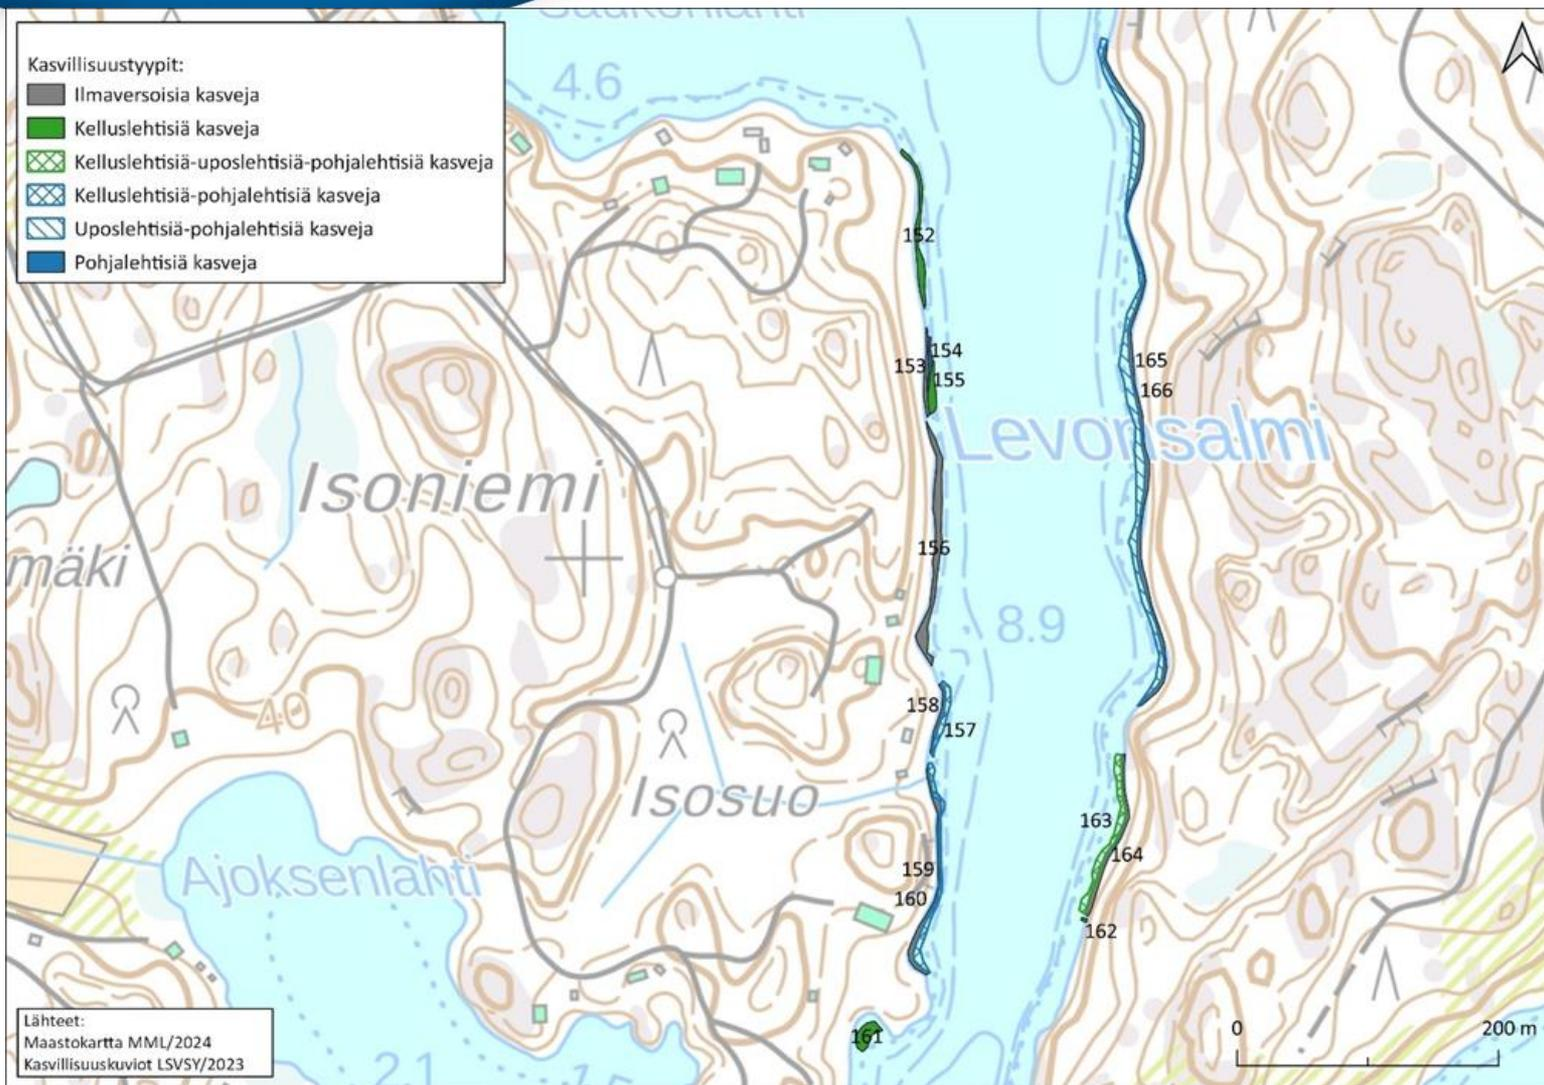 Kasvillisuustyypit:
Ilmaversoisia kasveja
Kelluslehtisiä kasveja
Kelluslehtisiä-uposlehtisiä-pohjalehtisiä kasveja
Kelluslehtisiä-pohjalehtisiä kasveja
Uposlehtisiä-pohjalehtisiä kasveja
Pohjalehtisiä kasveja
4.6
152
154
153
155
165
166
Levonsalmi
Isoniemi
156
mäki
8.9
40
158
157
Isosuo
163
164
Ajoksenlahti
159
160
162
161
Lähteet:
Maastokartta MML/2024
Kasvillisuuskuviot LSVSY/2023
0
200 m